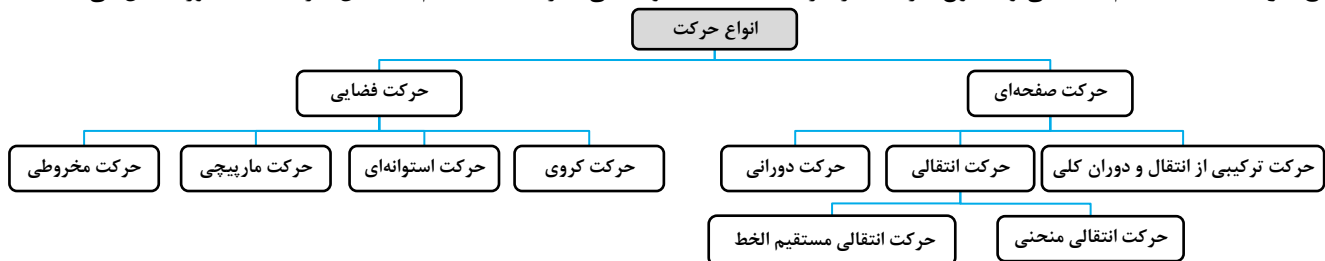 انواع حرکت
حرکت صفحه‌ای
حرکت فضایی
حرکت ترکیبی از انتقال و دوران کلی
حرکت انتقالی
حرکت دورانی
حرکت کروی
حرکت استوانه‌ای
حرکت مارپیچی
حرکت مخروطی
حرکت انتقالی منحنی
حرکت انتقالی مستقیم الخط